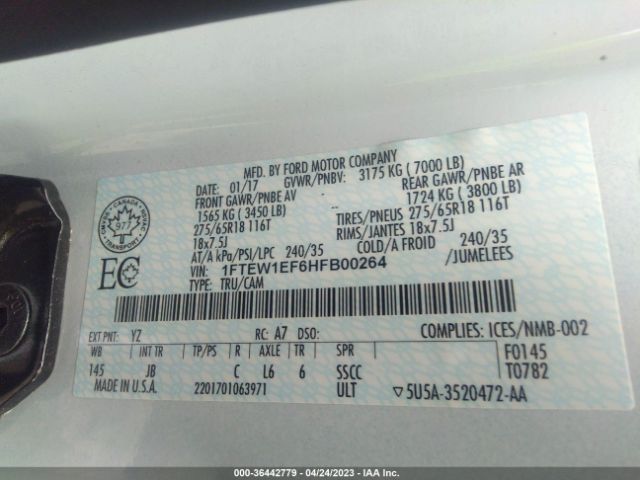 MFD. BY FORD MOTOR COMPANY
DATE: 01/17 GVWR/PNBV: 3175 KG ( 7000 LB)
FRONT GAWR/PNBE AV REAR GAWR/PNBE AR
1565 KG ( 3450 LB) 1724 KG ( 3800 LB)
275/65R18 116T TIRES/PNEUS 275/65R18 116T
18x7.5J RIMS/JANTES 18x7.5J
AT/A kPa/PSI/LPC 240/35 COLD/A FROID 240/35
VIN: 1FTEW1EF6HFB00264 /JUMELEES
TYPE: TRU/CAM
CANADA
TRANSPORT
977
EC
EXT PNT: YZ RC: A7 DSO: COMPLIES: ICES/NMB-002
WB INT TR TP/PS R AXLE TR SPR F0145
145 JB C L6 6 SSCC T0782
MADE IN U.S.A. 2201701063971 ULT ▽5U5A-3520472-AA
000-36442779 - 04/24/2023 - IAA Inc.